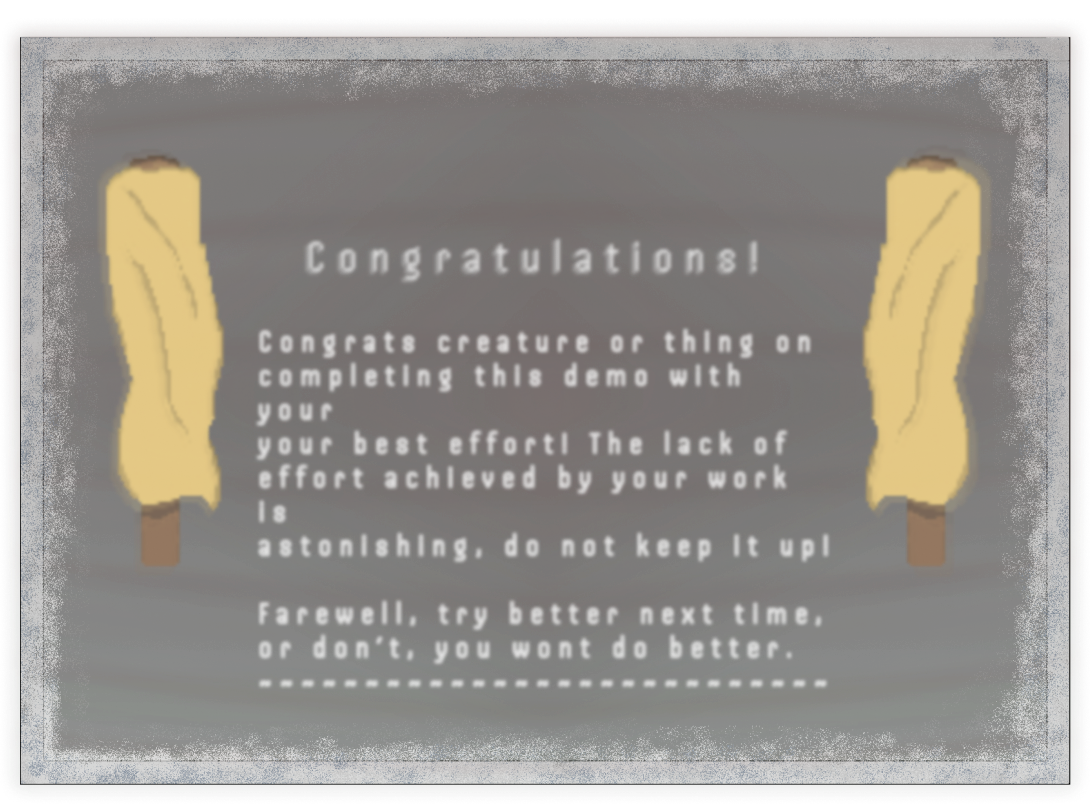 Congratulations!
Congrats creature or thing on
completing this demo with
your
your best effort! The lack of
effort achieved by your work
is
astonishing, do not keep it up!
Farewell, try better next time,
or don't, you wont do better.
-----------------------------